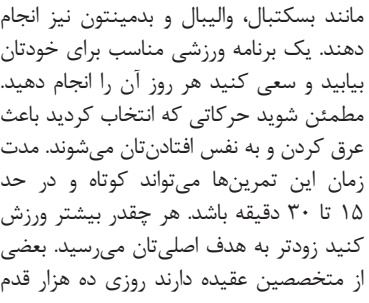 مانند بسکتبال، والیبال و بدمینتون نیز انجام
دهند. یک برنامه ورزشی مناسب برای خودتان
بیابید و سعی کنید هر روز آن را انجام دهید.
مطمئن شوید حرکاتی که انتخاب کردید باعث
عرق کردن و به نفس افتادن‌تان می‌شوند. مدت
زمان این تمرین‌ها می‌تواند کوتاه و در حد
۱۵ تا ۳۰ دقیقه باشد. هر چقدر بیشتر ورزش
کنید زودتر به هدف اصلی‌تان می‌رسید. بعضی
از متخصصین عقیده دارند روزی ده هزار قدم